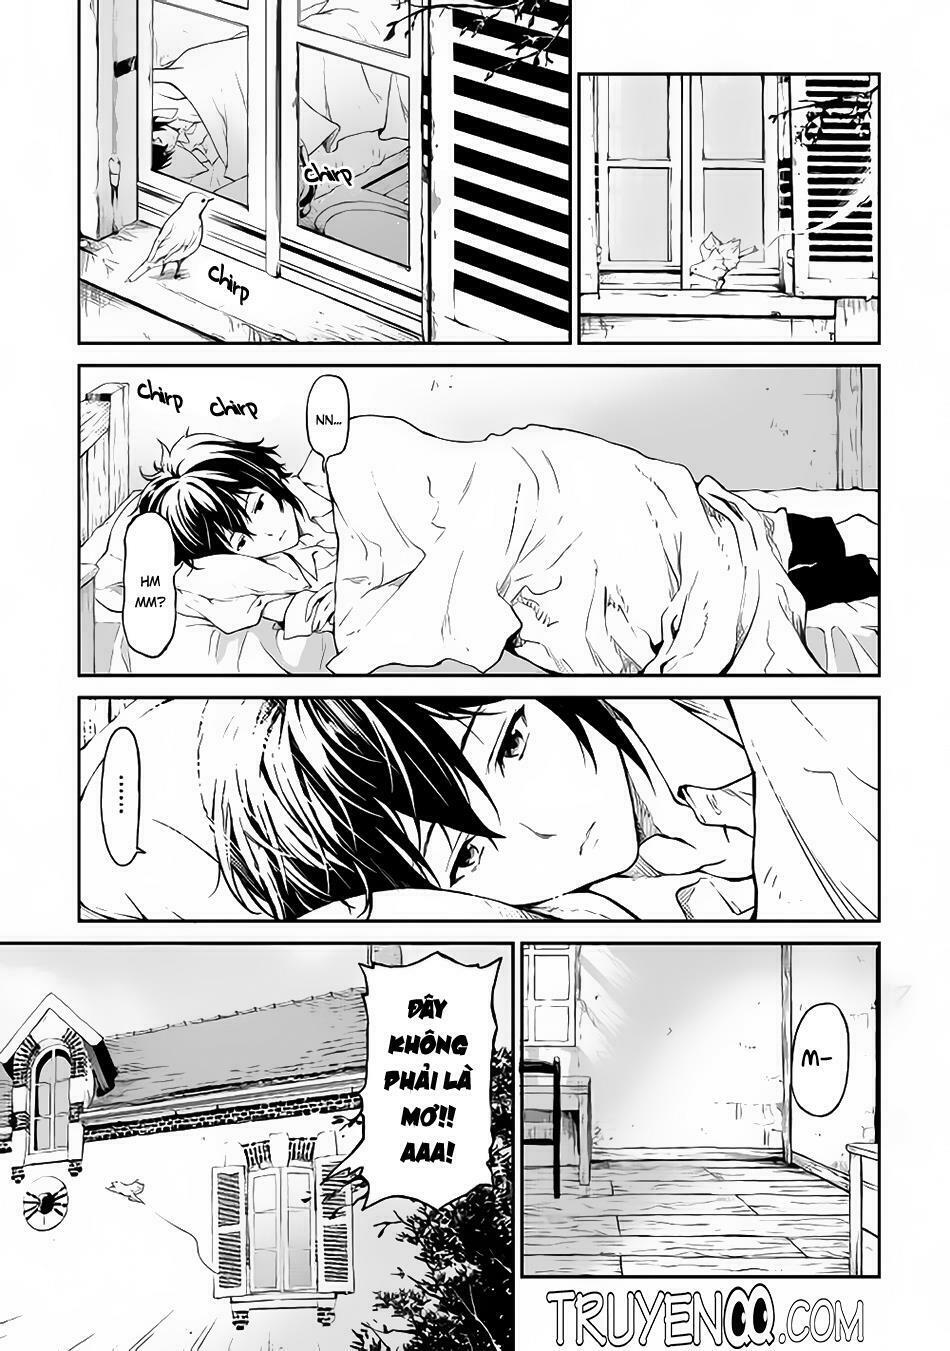 chirp
chirp
chirp
chirp
NN...
HM
MM?
......
M-
ĐÂY
KHÔNG
PHẢI LÀ
MƠ!!
AAA!
TRUYENQQ.COM